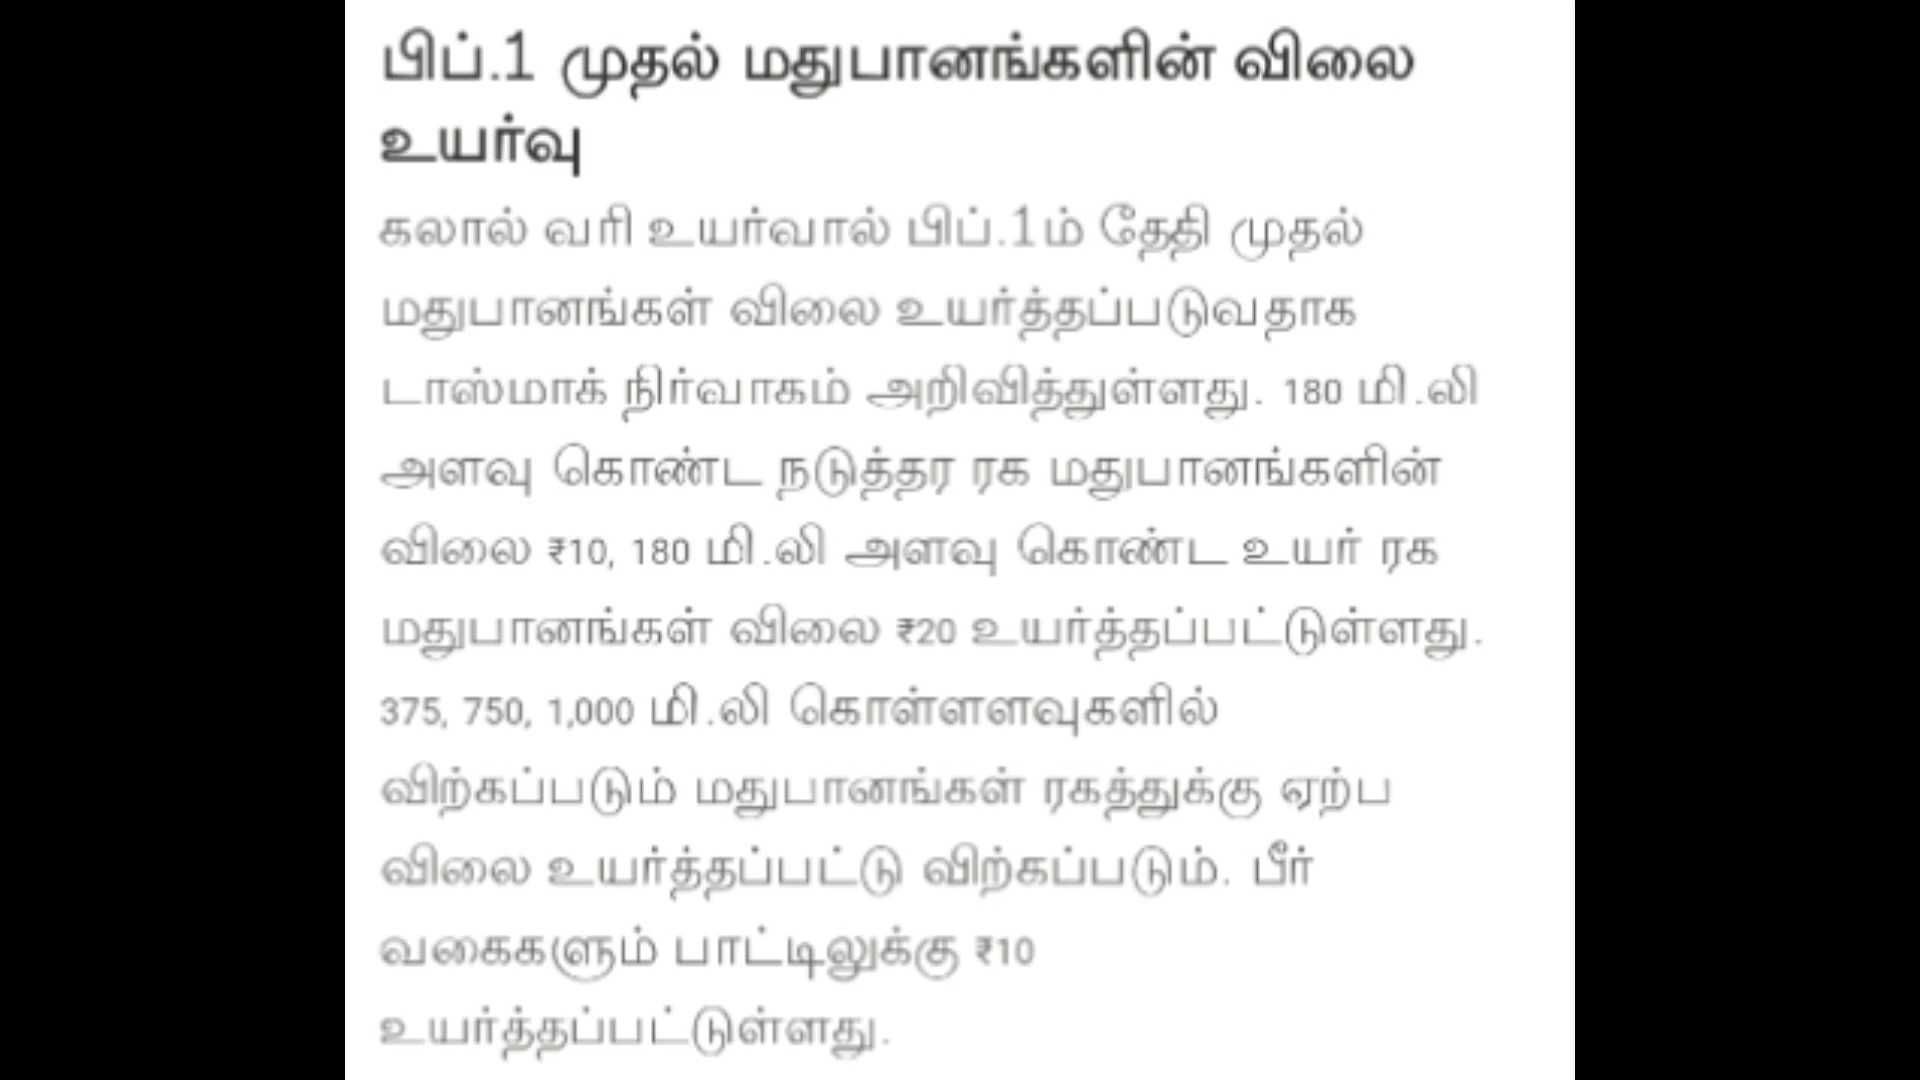 பிப்.1 முதல் மதுபானங்களின் விலை
உயர்வு
கலால் வரி உயர்வால் பிப்.1ம் தேதி முதல்
மதுபானங்கள் விலை உயர்த்தப்படுவதாக
டாஸ்மாக் நிர்வாகம் அறிவித்துள்ளது. 180 மி.லி
அளவு கொண்ட நடுத்தர ரக மதுபானங்களின்
விலை ₹10, 180 மி.லி அளவு கொண்ட உயர் ரக
மதுபானங்கள் விலை ₹20 உயர்த்தப்பட்டுள்ளது.
375, 750, 1,000 மி.லி கொள்ளளவுகளில்
விற்கப்படும் மதுபானங்கள் ரகத்துக்கு ஏற்ப
விலை உயர்த்தப்பட்டு விற்கப்படும். பீர்
வகைகளும் பாட்டிலுக்கு ₹10
உயர்த்தப்பட்டுள்ளது.